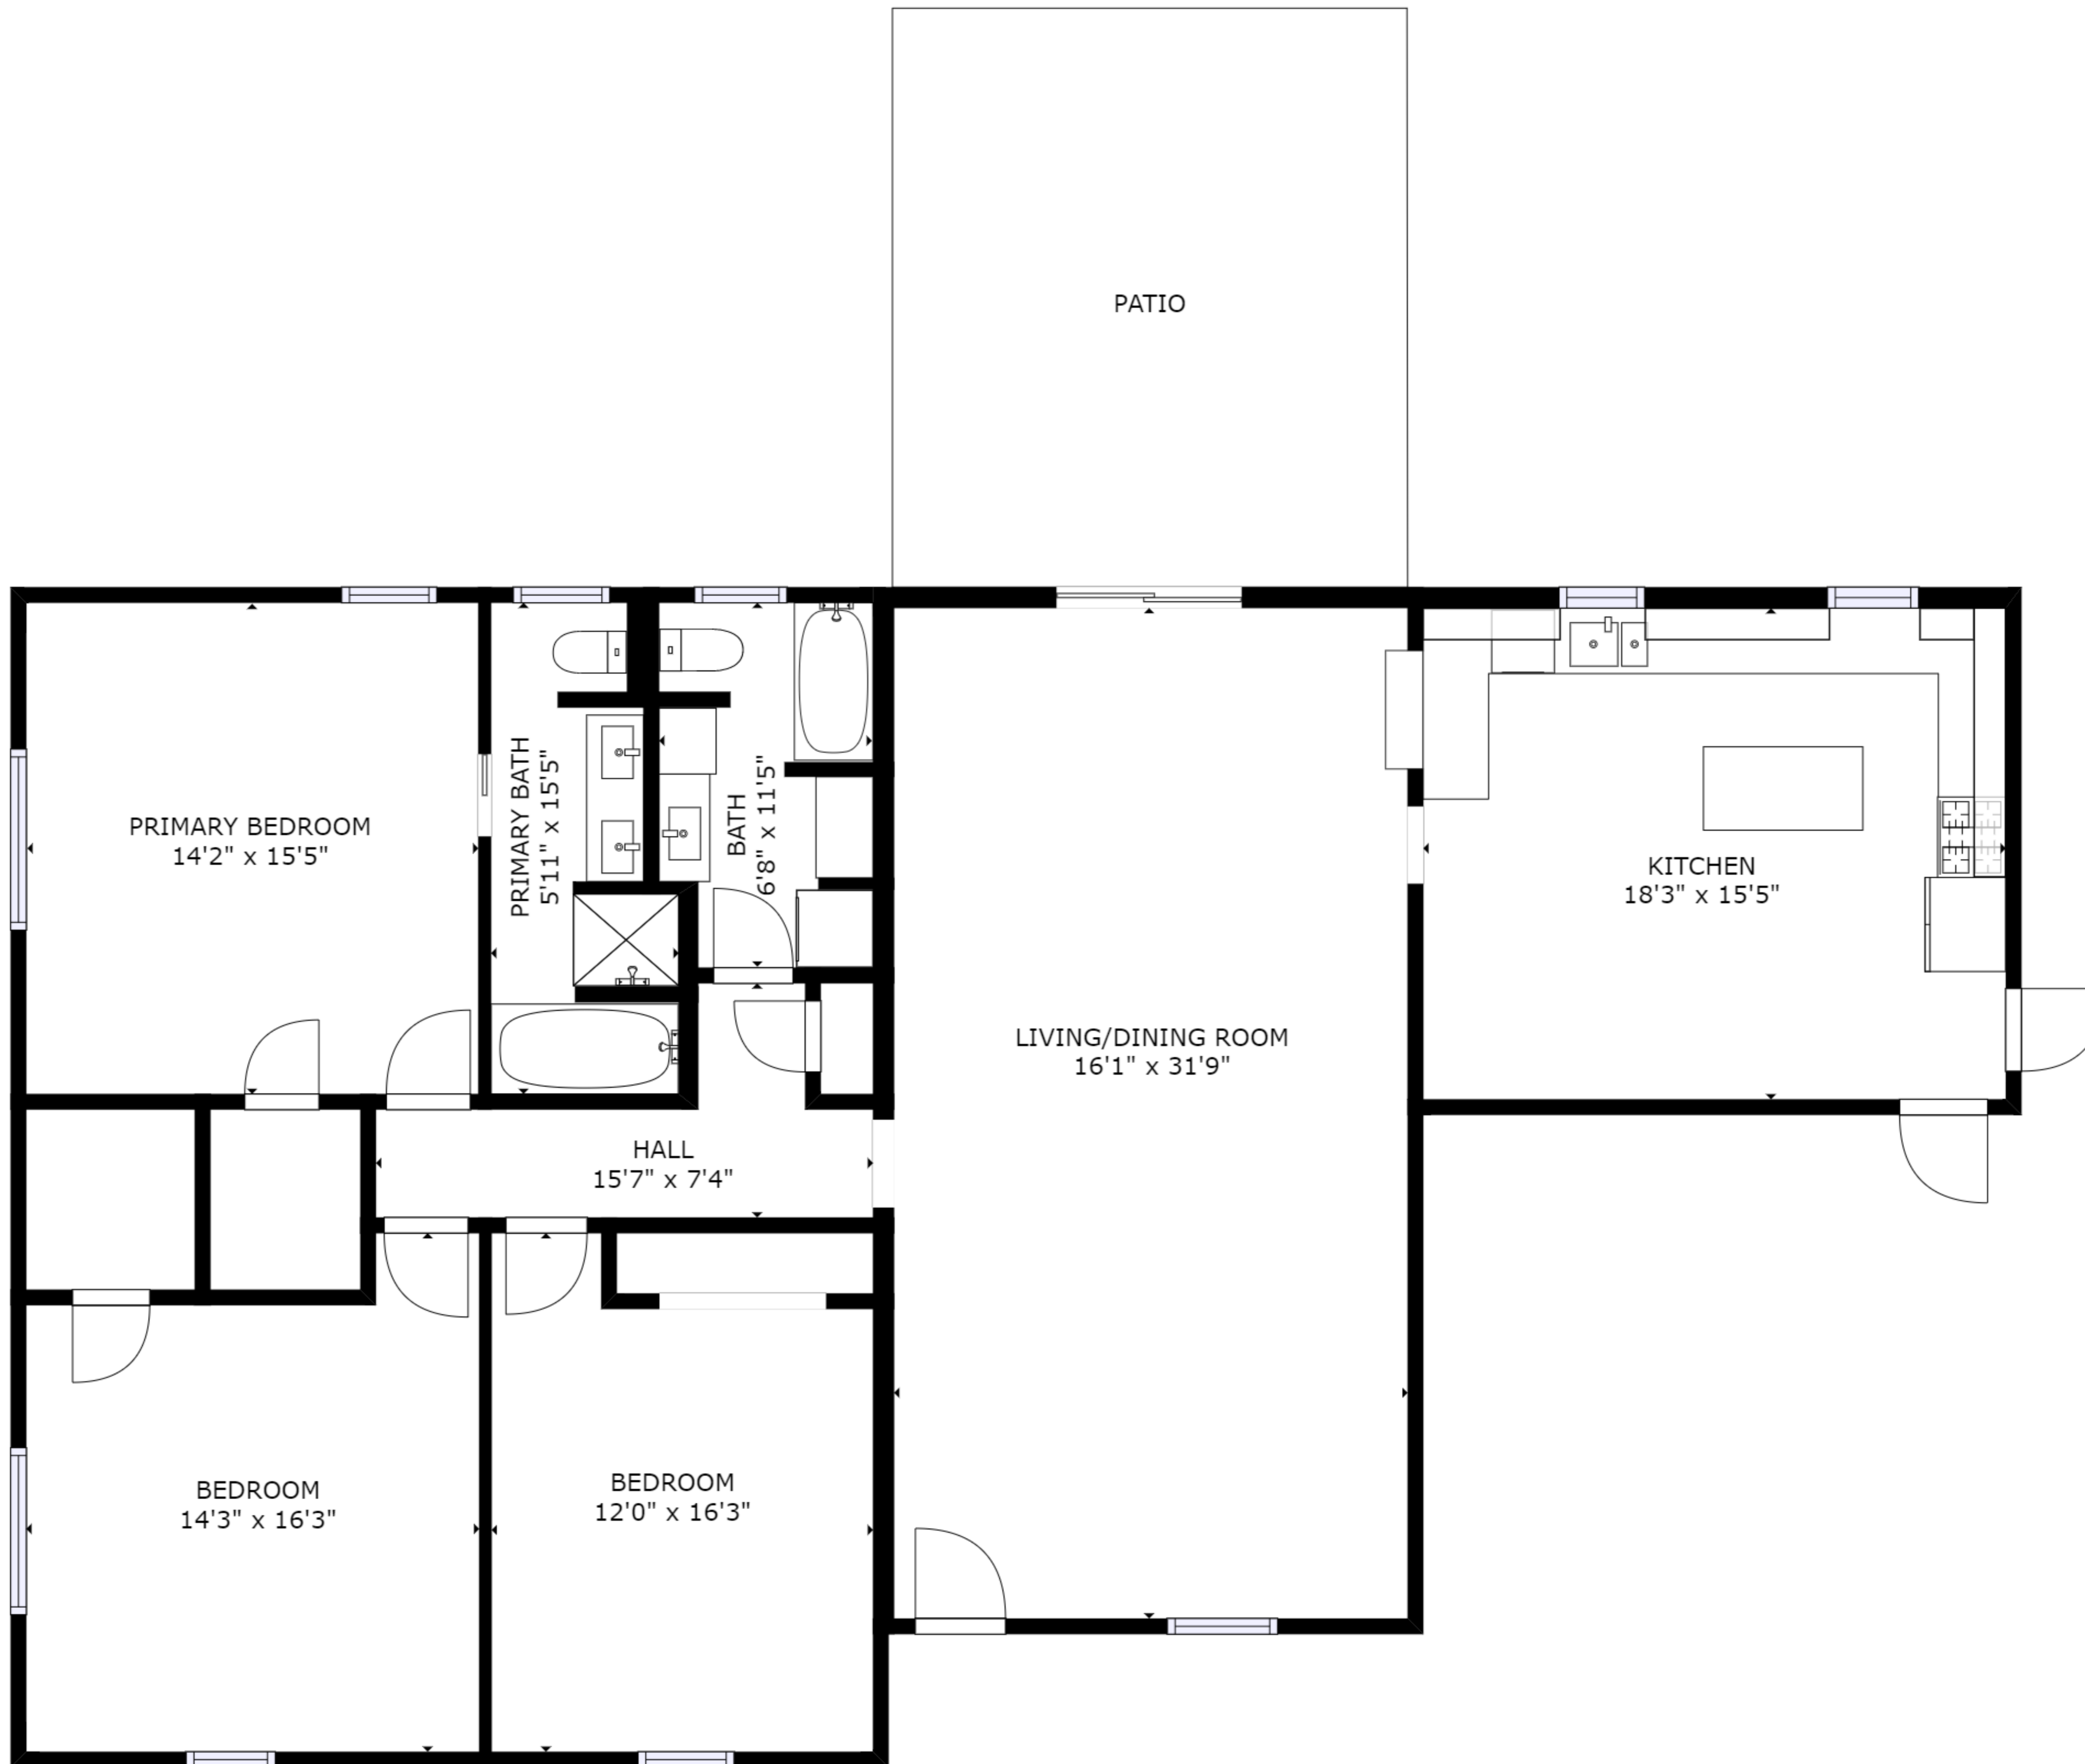 PATIO
PRIMARY BEDROOM
14'2" x 15'5"
PRIMARY BATH
5'11" x 15'5"
BATH
6'8" x 11'5"
KITCHEN
18'3" x 15'5"
LIVING/DINING ROOM
16'1" x 31'9"
HALL
15'7" x 7'4"
BEDROOM
14'3" x 16'3"
BEDROOM
12'0" x 16'3"